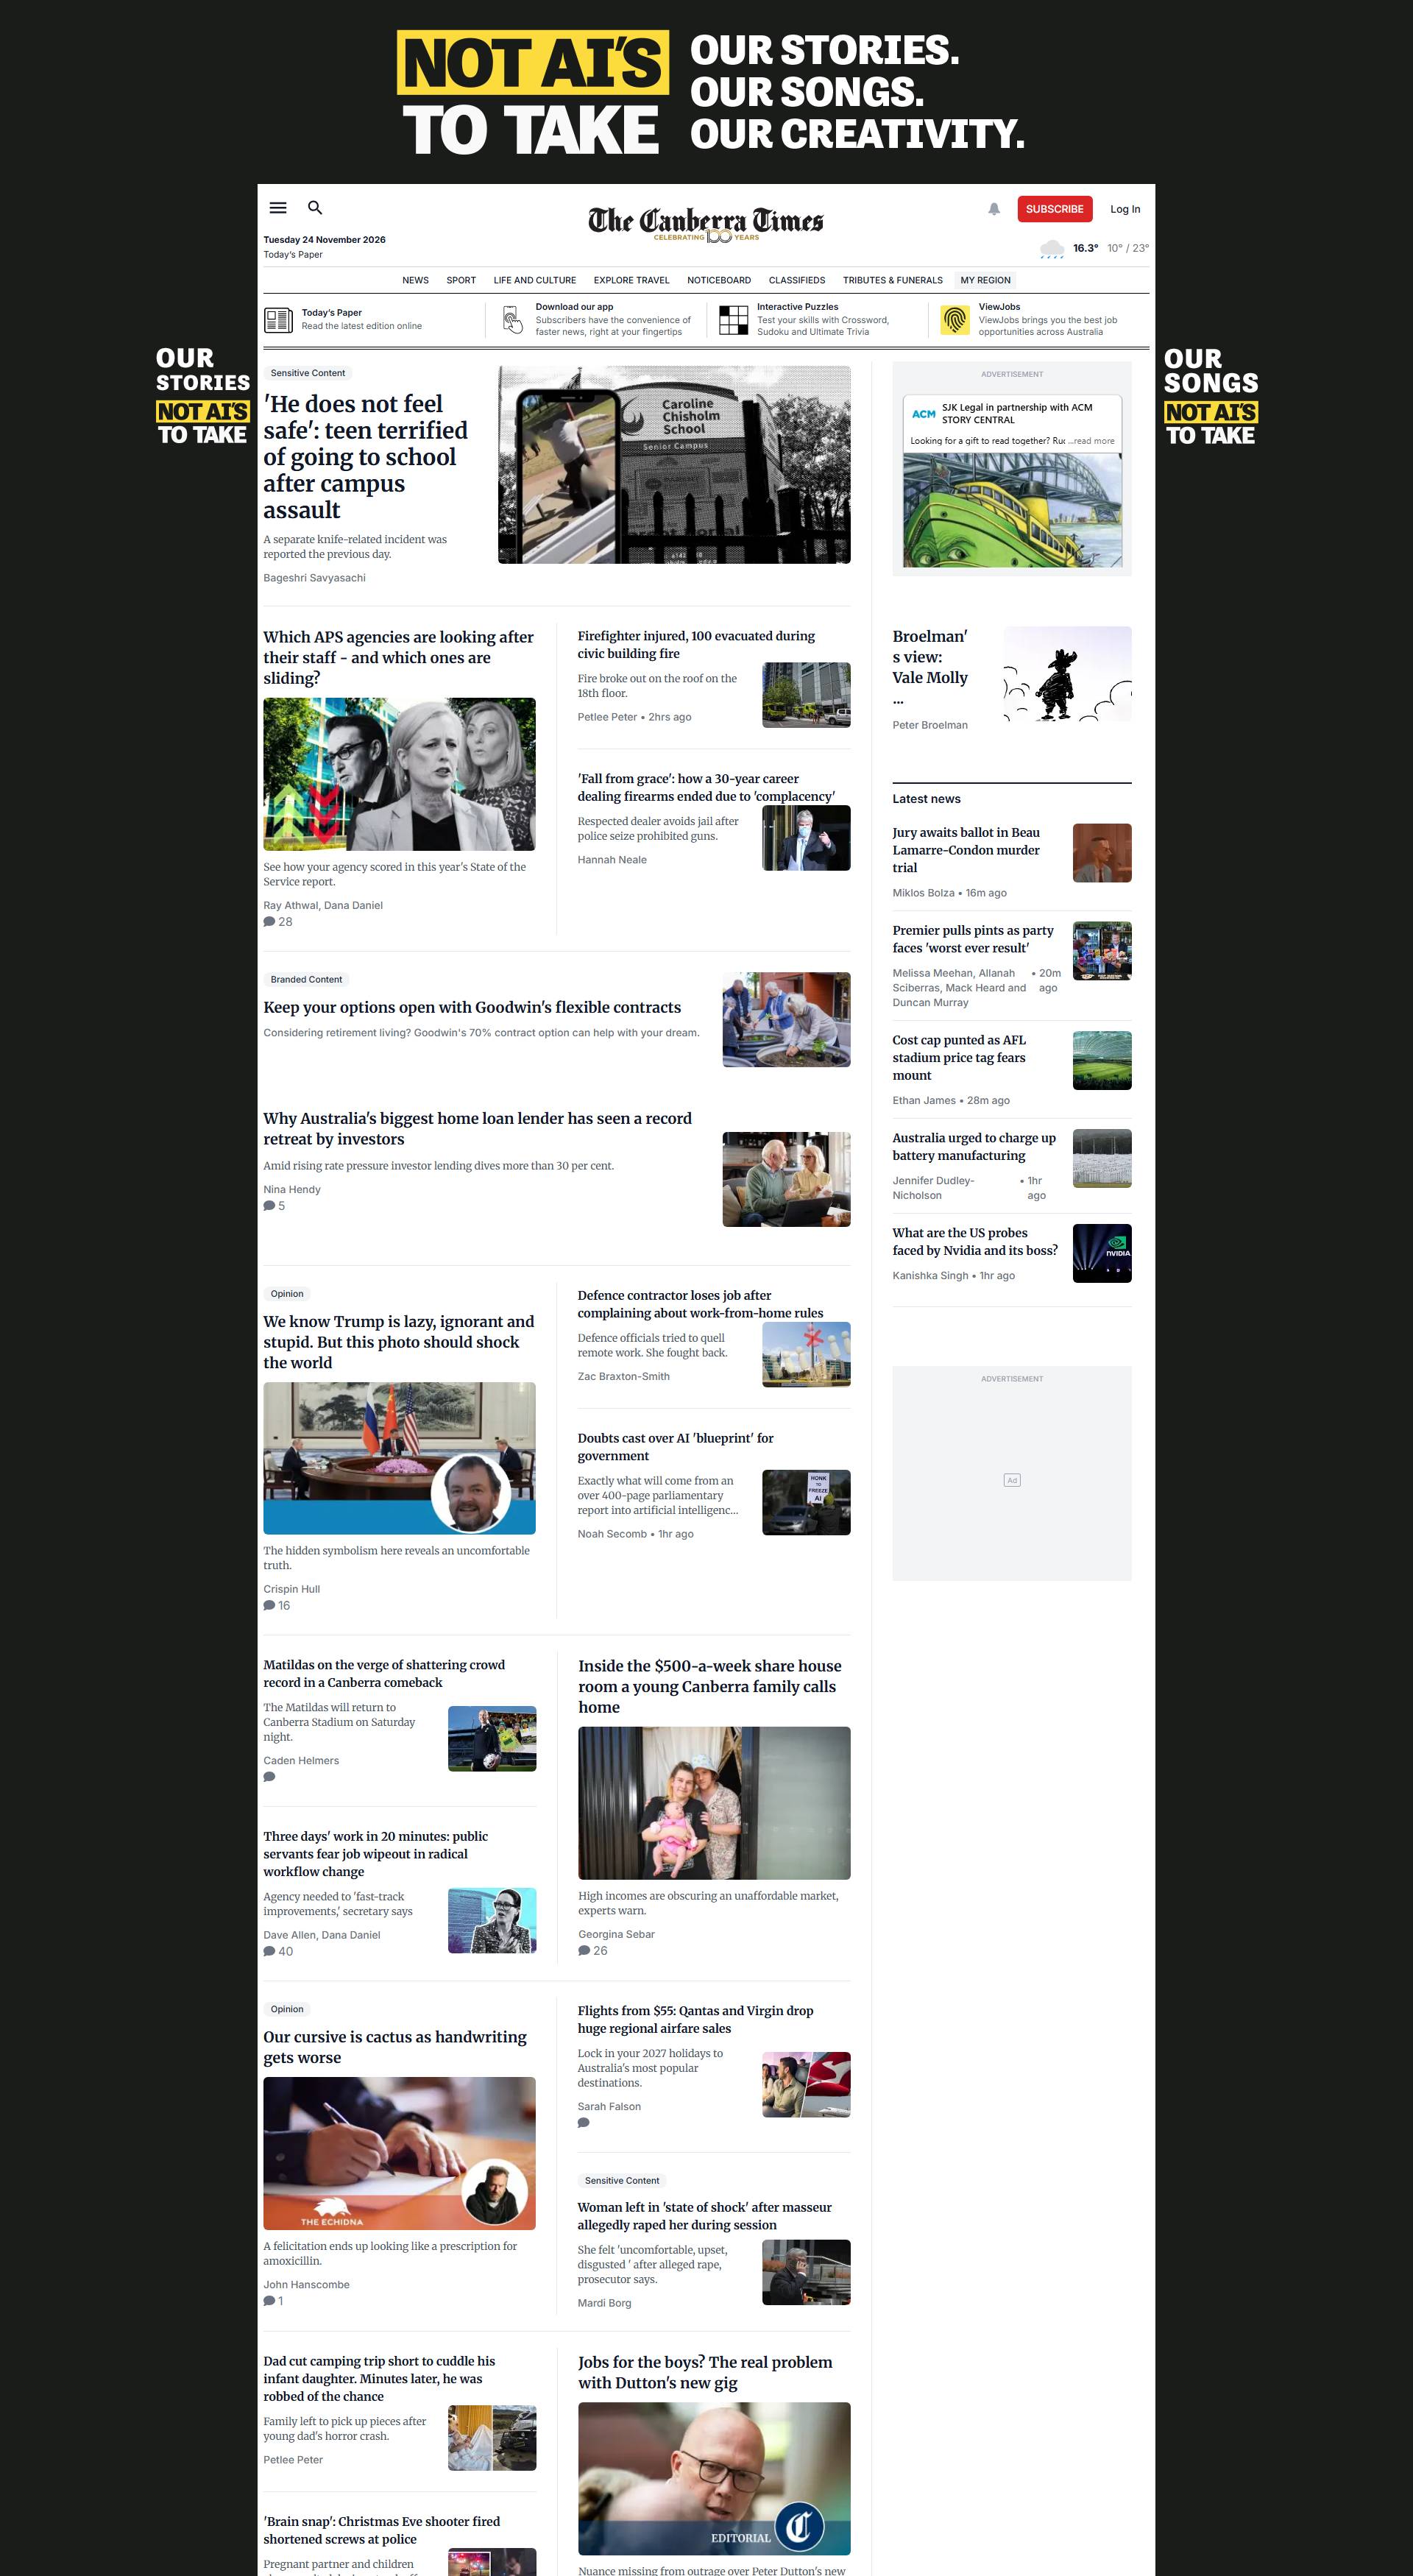 NOT AI'S
TO TAKE
OUR STORIES.
OUR SONGS.
OUR CREATIVITY.
The Canberra Times
CELEBRATING 100 YEARS
SUBSCRIBE
Log In
Tuesday 24 November 2026
Today's Paper
16.3° 10° / 23°
NEWS SPORT LIFE AND CULTURE EXPLORE TRAVEL NOTICEBOARD CLASSIFIEDS TRIBUTES & FUNERALS MY REGION
Today's Paper
Read the latest edition online
Download our app
Subscribers have the convenience of
faster news, right at your fingertips
Interactive Puzzles
Test your skills with Crossword,
Sudoku and Ultimate Trivia
ViewJobs
ViewJobs brings you the best job
opportunities across Australia
OUR
STORIES
NOT AI'S
TO TAKE
OUR
SONGS
NOT AI'S
TO TAKE
Sensitive Content
'He does not feel
safe': teen terrified
of going to school
after campus
assault
A separate knife-related incident was
reported the previous day.
Bageshri Savyasachi
Caroline
Chisholm
School
Senior Campus
ADVERTISEMENT
ACM
SJK Legal in partnership with ACM
STORY CENTRAL
Looking for a gift to read together? Ruc ...read more
Which APS agencies are looking after
their staff - and which ones are
sliding?
See how your agency scored in this year's State of the
Service report.
Ray Athwal, Dana Daniel
28
Firefighter injured, 100 evacuated during
civic building fire
Fire broke out on the roof on the
18th floor.
Petlee Peter • 2hrs ago
'Fall from grace': how a 30-year career
dealing firearms ended due to 'complacency'
Respected dealer avoids jail after
police seize prohibited guns.
Hannah Neale
Broelman'
s view:
Vale Molly
...
Peter Broelman
Latest news
Jury awaits ballot in Beau
Lamarre-Condon murder
trial
Miklos Bolza • 16m ago
Premier pulls pints as party
faces 'worst ever result'
Melissa Meehan, Allanah • 20m
Sciberras, Mack Heard and ago
Duncan Murray
Cost cap punted as AFL
stadium price tag fears
mount
Ethan James • 28m ago
Australia urged to charge up
battery manufacturing
Jennifer Dudley- • 1hr
Nicholson ago
What are the US probes
faced by Nvidia and its boss?
Kanishka Singh • 1hr ago
NVIDIA
Branded Content
Keep your options open with Goodwin's flexible contracts
Considering retirement living? Goodwin's 70% contract option can help with your dream.
Why Australia's biggest home loan lender has seen a record
retreat by investors
Amid rising rate pressure investor lending dives more than 30 per cent.
Nina Hendy
5
Opinion
We know Trump is lazy, ignorant and
stupid. But this photo should shock
the world
The hidden symbolism here reveals an uncomfortable
truth.
Crispin Hull
16
Defence contractor loses job after
complaining about work-from-home rules
Defence officials tried to quell
remote work. She fought back.
Zac Braxton-Smith
Doubts cast over AI 'blueprint' for
government
Exactly what will come from an
over 400-page parliamentary
report into artificial intelligenc...
Noah Secomb • 1hr ago
HONK
TO
FREEZE
AI
ADVERTISEMENT
Ad
Matildas on the verge of shattering crowd
record in a Canberra comeback
The Matildas will return to
Canberra Stadium on Saturday
night.
Caden Helmers
Three days' work in 20 minutes: public
servants fear job wipeout in radical
workflow change
Agency needed to 'fast-track
improvements,' secretary says
Dave Allen, Dana Daniel
40
Inside the $500-a-week share house
room a young Canberra family calls
home
High incomes are obscuring an unaffordable market,
experts warn.
Georgina Sebar
26
Opinion
Our cursive is cactus as handwriting
gets worse
THE ECHIDNA
A felicitation ends up looking like a prescription for
amoxicillin.
John Hanscombe
1
Flights from $55: Qantas and Virgin drop
huge regional airfare sales
Lock in your 2027 holidays to
Australia's most popular
destinations.
Sarah Falson
Sensitive Content
Woman left in 'state of shock' after masseur
allegedly raped her during session
She felt 'uncomfortable, upset,
disgusted ' after alleged rape,
prosecutor says.
Mardi Borg
Dad cut camping trip short to cuddle his
infant daughter. Minutes later, he was
robbed of the chance
Family left to pick up pieces after
young dad's horror crash.
Petlee Peter
'Brain snap': Christmas Eve shooter fired
shortened screws at police
Pregnant partner and children
Jobs for the boys? The real problem
with Dutton's new gig
EDITORIAL
Nuance missing from outrage over Peter Dutton's new